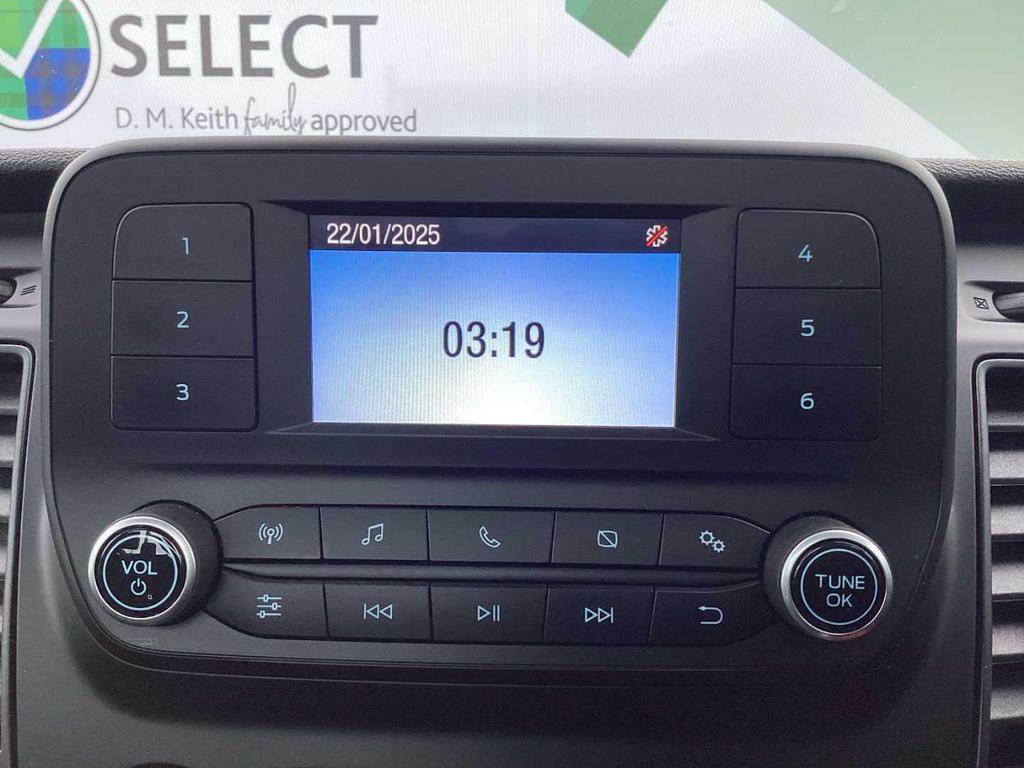 SELECT
D. M. Keith family approved
22/01/2025
03:19
1
2
3
4
5
6
VOL
TUNE
OK